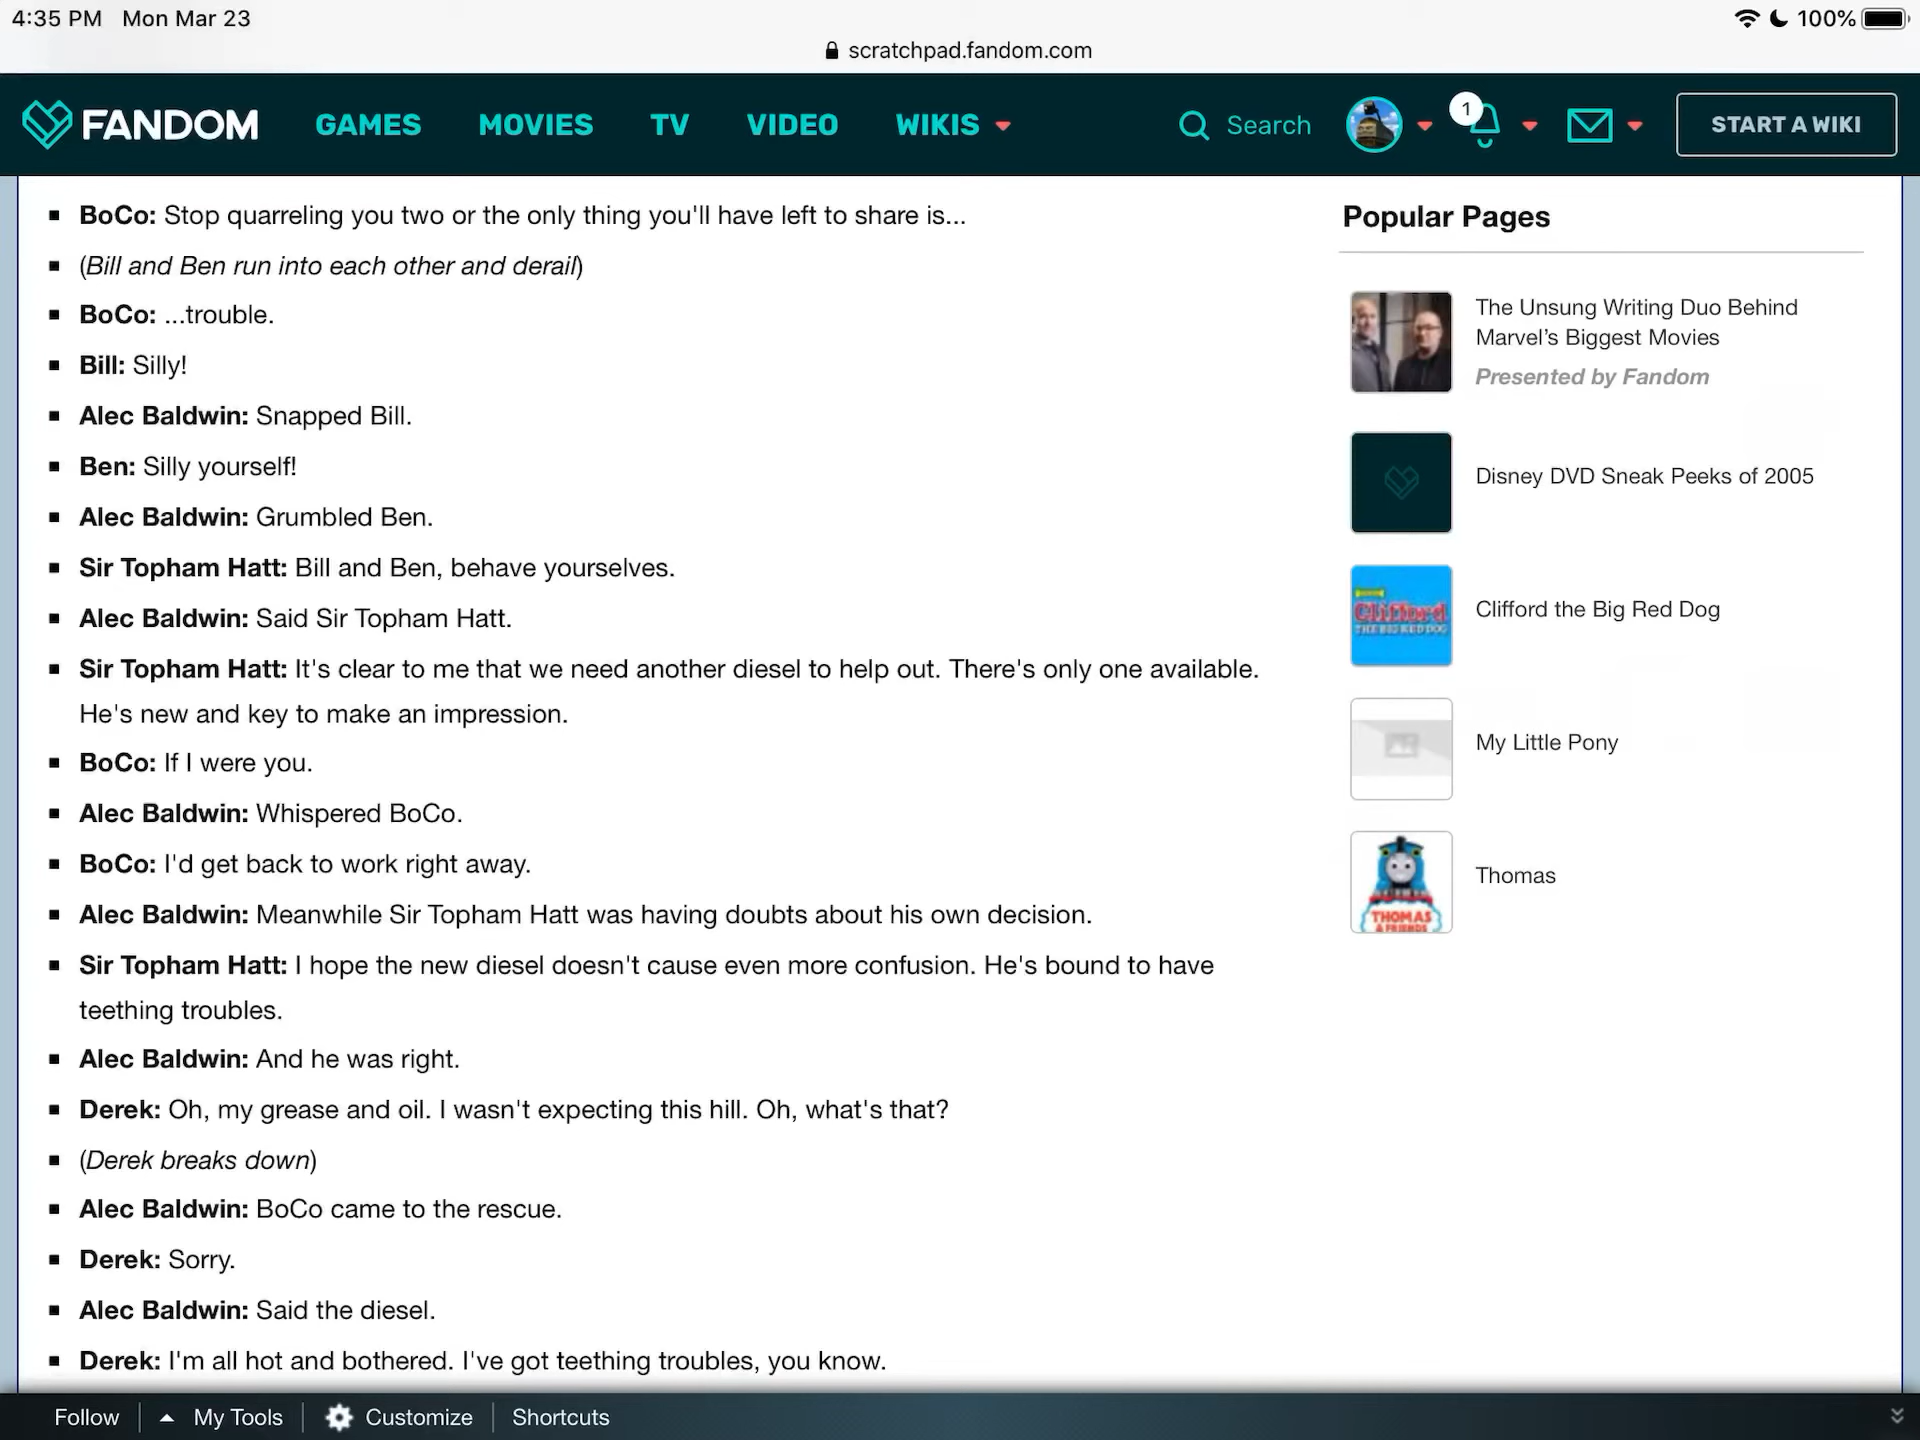 4:35 PM Mon Mar 23
100%
scratchpad.fandom.com
FANDOM GAMES MOVIES TV VIDEO WIKIS Search 1 START A WIKI
BoCo: Stop quarreling you two or the only thing you'll have left to share is...
(Bill and Ben run into each other and derail)
BoCo: ...trouble.
Bill: Silly!
Alec Baldwin: Snapped Bill.
Ben: Silly yourself!
Alec Baldwin: Grumbled Ben.
Sir Topham Hatt: Bill and Ben, behave yourselves.
Alec Baldwin: Said Sir Topham Hatt.
Sir Topham Hatt: It's clear to me that we need another diesel to help out. There's only one available.
He's new and key to make an impression.
BoCo: If I were you.
Alec Baldwin: Whispered BoCo.
BoCo: I'd get back to work right away.
Alec Baldwin: Meanwhile Sir Topham Hatt was having doubts about his own decision.
Sir Topham Hatt: I hope the new diesel doesn't cause even more confusion. He's bound to have
teething troubles.
Alec Baldwin: And he was right.
Derek: Oh, my grease and oil. I wasn't expecting this hill. Oh, what's that?
(Derek breaks down)
Alec Baldwin: BoCo came to the rescue.
Derek: Sorry.
Alec Baldwin: Said the diesel.
Derek: I'm all hot and bothered. I've got teething troubles, you know.
Popular Pages
The Unsung Writing Duo Behind
Marvel’s Biggest Movies
Presented by Fandom
Disney DVD Sneak Peeks of 2005
Clifford
THE BIG RED DOG
Clifford the Big Red Dog
My Little Pony
THOMAS
& FRIENDS
Thomas
Follow My Tools Customize Shortcuts